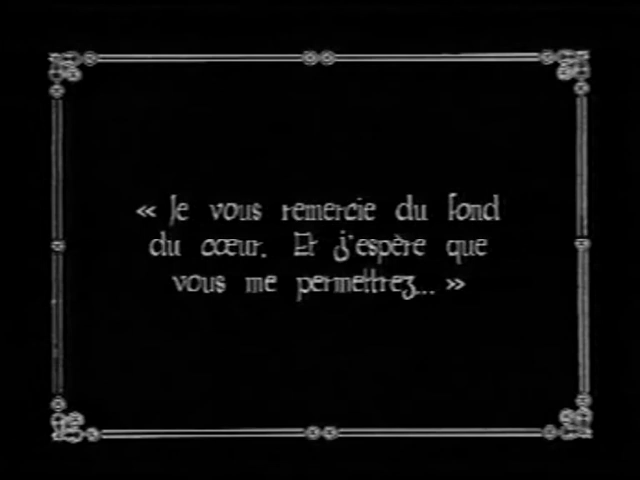 « Je vous remercie du fond
du cœur. Et j'espère que
vous me permettrez... »